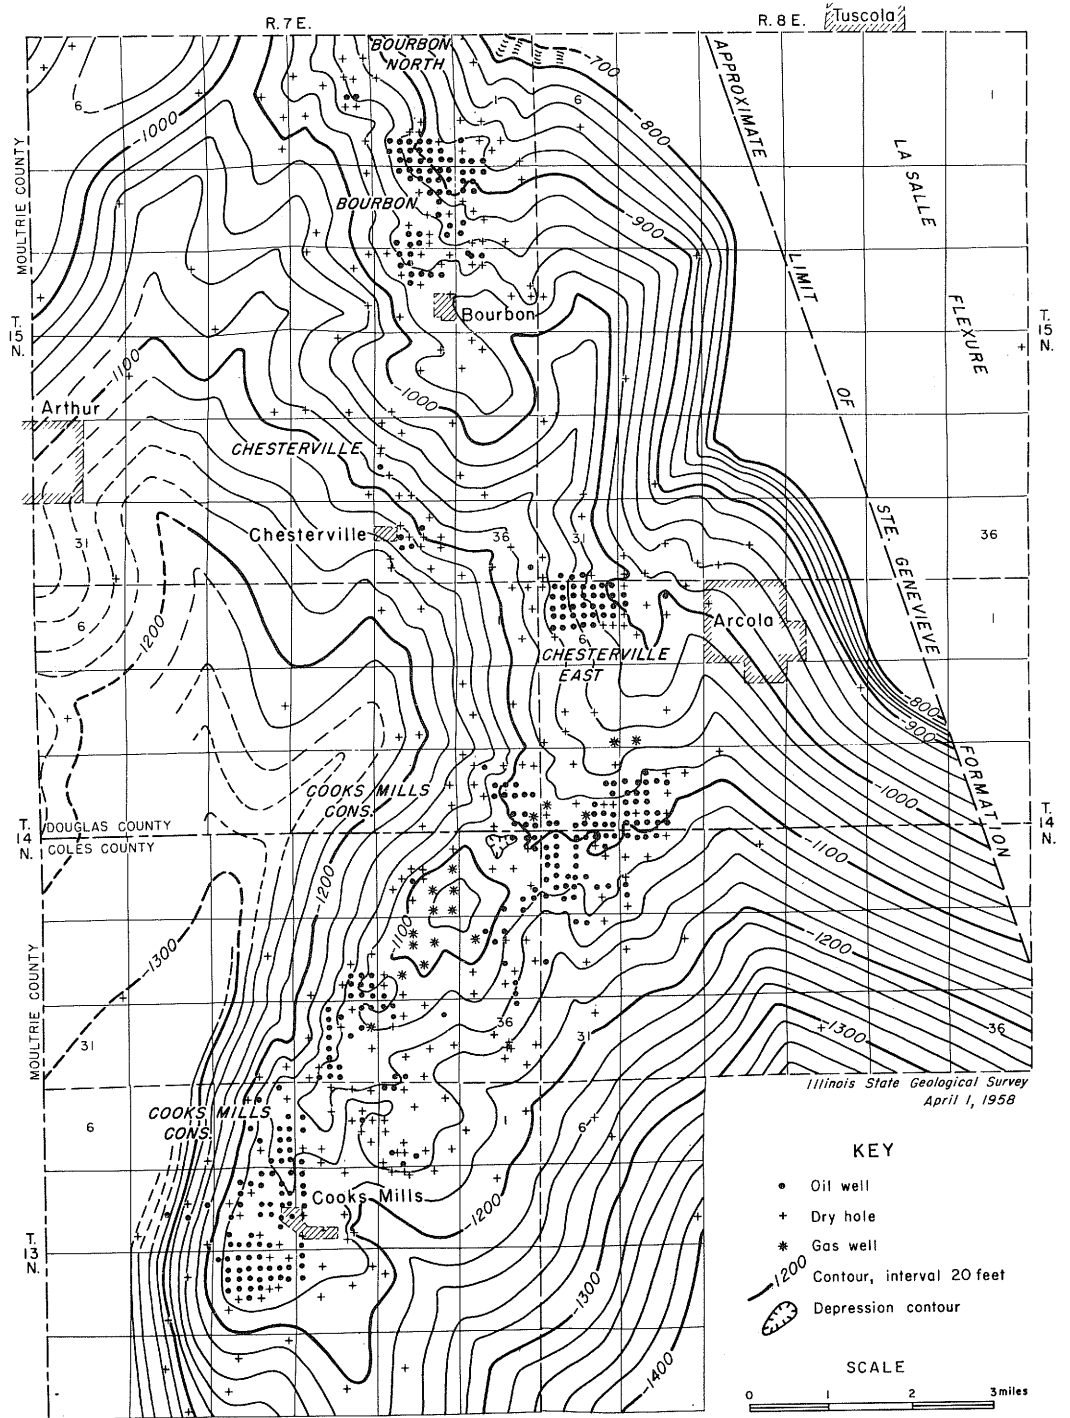 R. 7 E.
R. 8 E.
Tuscola
BOURBON
NORTH
-700
APPROXIMATE
6
1
6
1
-1000
-800
LA SALLE
MOULTRIE COUNTY
BOURBON
-900
LIMIT
FLEXURE
Bourbon
T.
15
N.
T.
15
N.
-1100
OF
Arthur
-1000
CHESTERVILLE
STE. GENEVIEVE
Chesterville
31
36
31
36
6
-1200
6
Arcola
1
CHESTERVILLE
EAST
-800
-900
FORMATION
COOKS MILLS
CONS.
-1000
T.
14
N.
DOUGLAS COUNTY
COLES COUNTY
T.
14
N.
-1100
-1200
-1100
-1200
-1300
MOULTRIE COUNTY
31
36
31
-1300
36
Illinois State Geological Survey
April 1, 1958
COOKS MILLS
CONS.
6
1
6
Cooks Mills
-1200
T.
13
N.
-1300
-1400
KEY
Oil well
Dry hole
Gas well
-1200
Contour, interval 20 feet
Depression contour
SCALE
0 1 2 3 miles